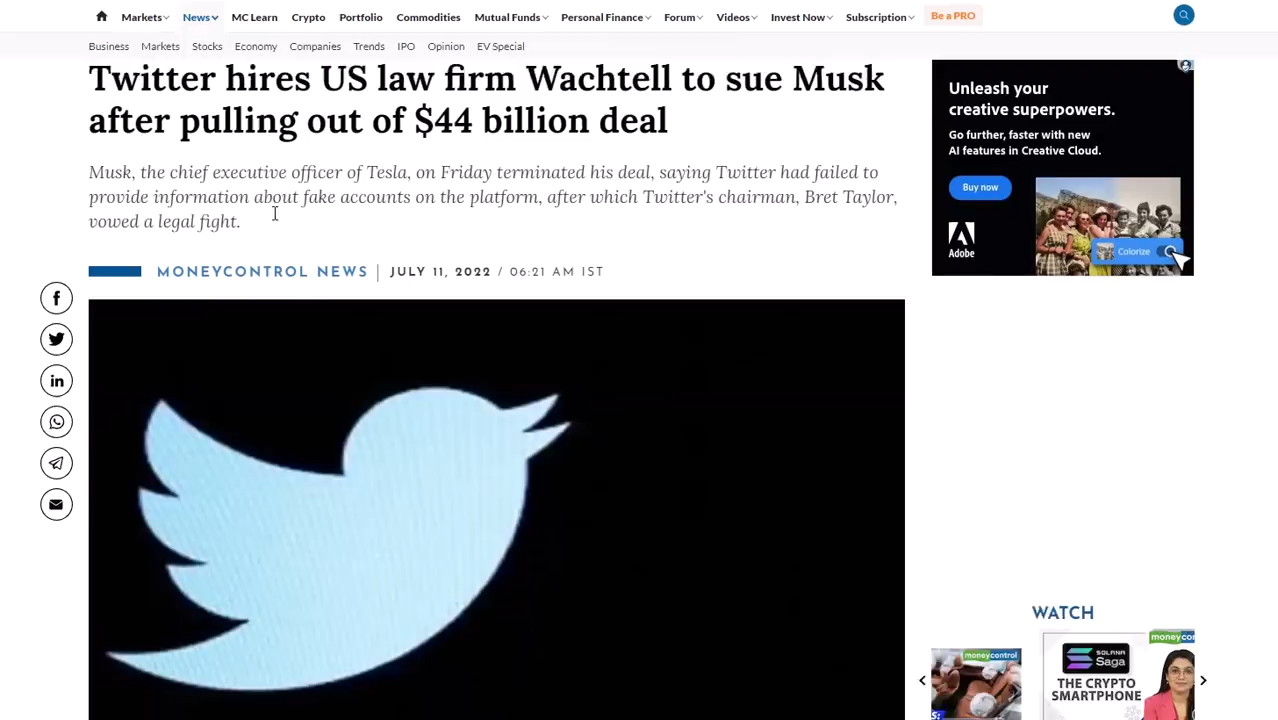 Markets News MC Learn Crypto Portfolio Commodities Mutual Funds Personal Finance Forum Videos Invest Now Subscription Be a PRO
Business Markets Stocks Economy Companies Trends IPO Opinion EV Special
Twitter hires US law firm Wachtell to sue Musk
after pulling out of $44 billion deal
Musk, the chief executive officer of Tesla, on Friday terminated his deal, saying Twitter had failed to
provide information about fake accounts on the platform, after which Twitter's chairman, Bret Taylor,
vowed a legal fight.
MONEYCONTROL NEWS | JULY 11, 2022 / 06:21 AM IST
Unleash your
creative superpowers.
Go further, faster with new
AI features in Creative Cloud.
Buy now
Adobe
Colorize
WATCH
moneycontrol
moneycon
SOLANA
Saga
THE CRYPTO
SMARTPHONE